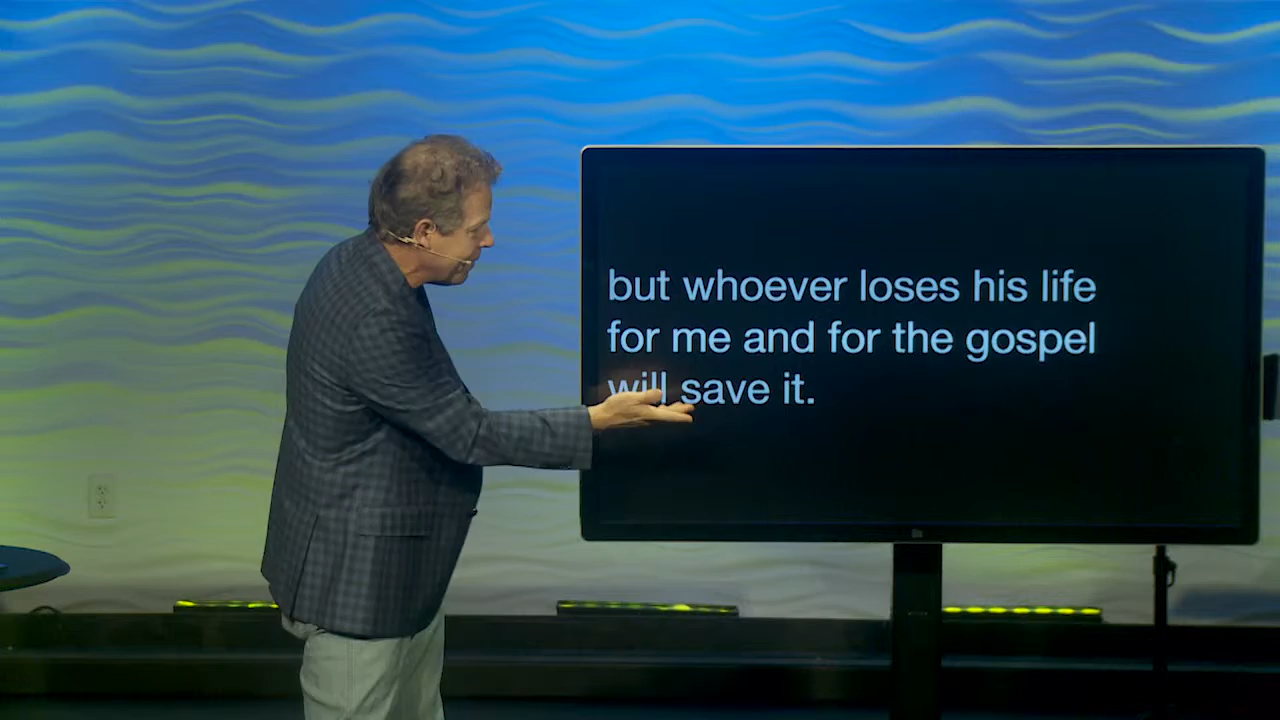 but whoever loses his life
for me and for the gospel
will save it.